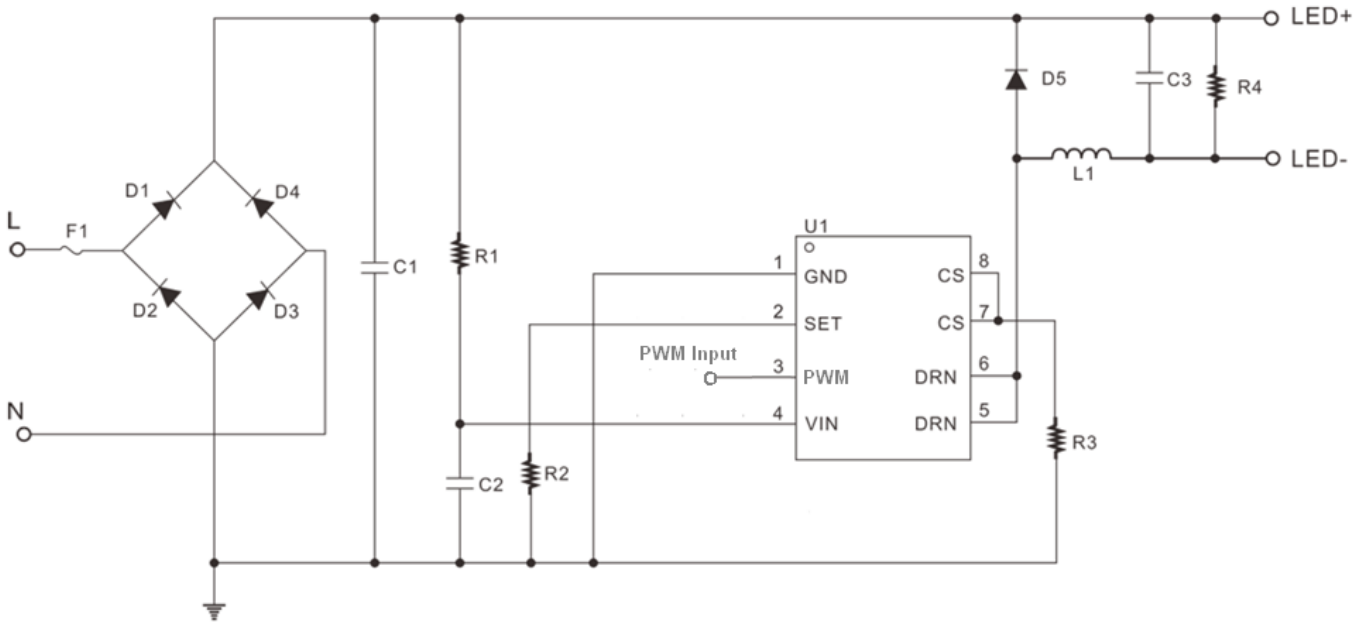 LED+
D5
C3
R4
LED-
L1
D1
D4
L
F1
D2
D3
N
C1
R1
U1
1
GND
CS
8
2
SET
CS
7
PWM Input
3
PWM
DRN
6
4
VIN
DRN
5
R3
C2
R2